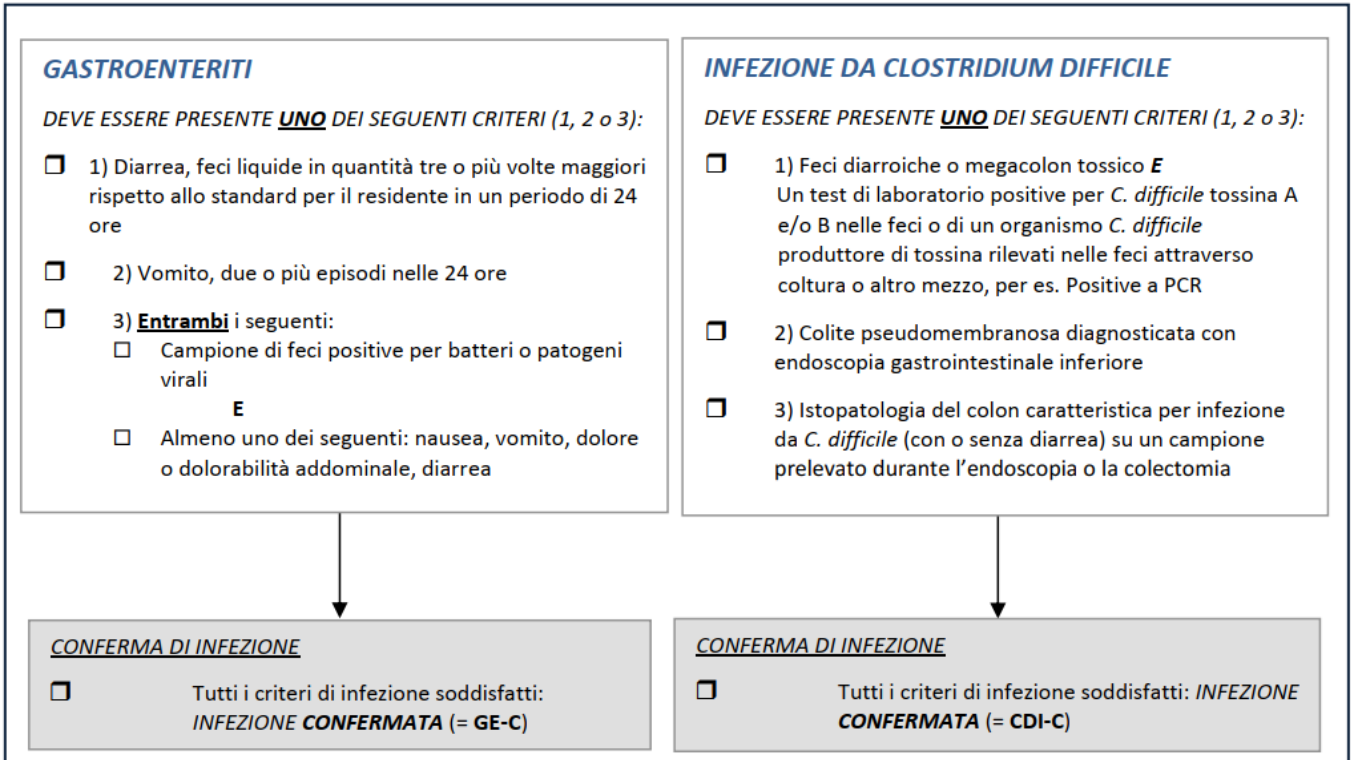 GASTROENTERITI
DEVE ESSERE PRESENTE UNO DEI SEGUENTI CRITERI (1, 2 o 3):
1) Diarrea, feci liquide in quantità tre o più volte maggiori
rispetto allo standard per il residente in un periodo di 24
ore
2) Vomito, due o più episodi nelle 24 ore
3) Entrambi i seguenti:
Campione di feci positive per batteri o patogeni
virali
E
Almeno uno dei seguenti: nausea, vomito, dolore
o dolorabilità addominale, diarrea
CONFERMA DI INFEZIONE
Tutti i criteri di infezione soddisfatti:
INFEZIONE CONFERMATA (= GE-C)
INFEZIONE DA CLOSTRIDIUM DIFFICILE
DEVE ESSERE PRESENTE UNO DEI SEGUENTI CRITERI (1, 2 o 3):
1) Feci diarroiche o megacolon tossico E
Un test di laboratorio positive per C. difficile tossina A
e/o B nelle feci o di un organismo C. difficile
produttore di tossina rilevati nelle feci attraverso
coltura o altro mezzo, per es. Positive a PCR
2) Colite pseudomembranosa diagnosticata con
endoscopia gastrointestinale inferiore
3) Istopatologia del colon caratteristica per infezione
da C. difficile (con o senza diarrea) su un campione
prelevato durante l’endoscopia o la colectomia
CONFERMA DI INFEZIONE
Tutti i criteri di infezione soddisfatti: INFEZIONE
CONFERMATA (= CDI-C)